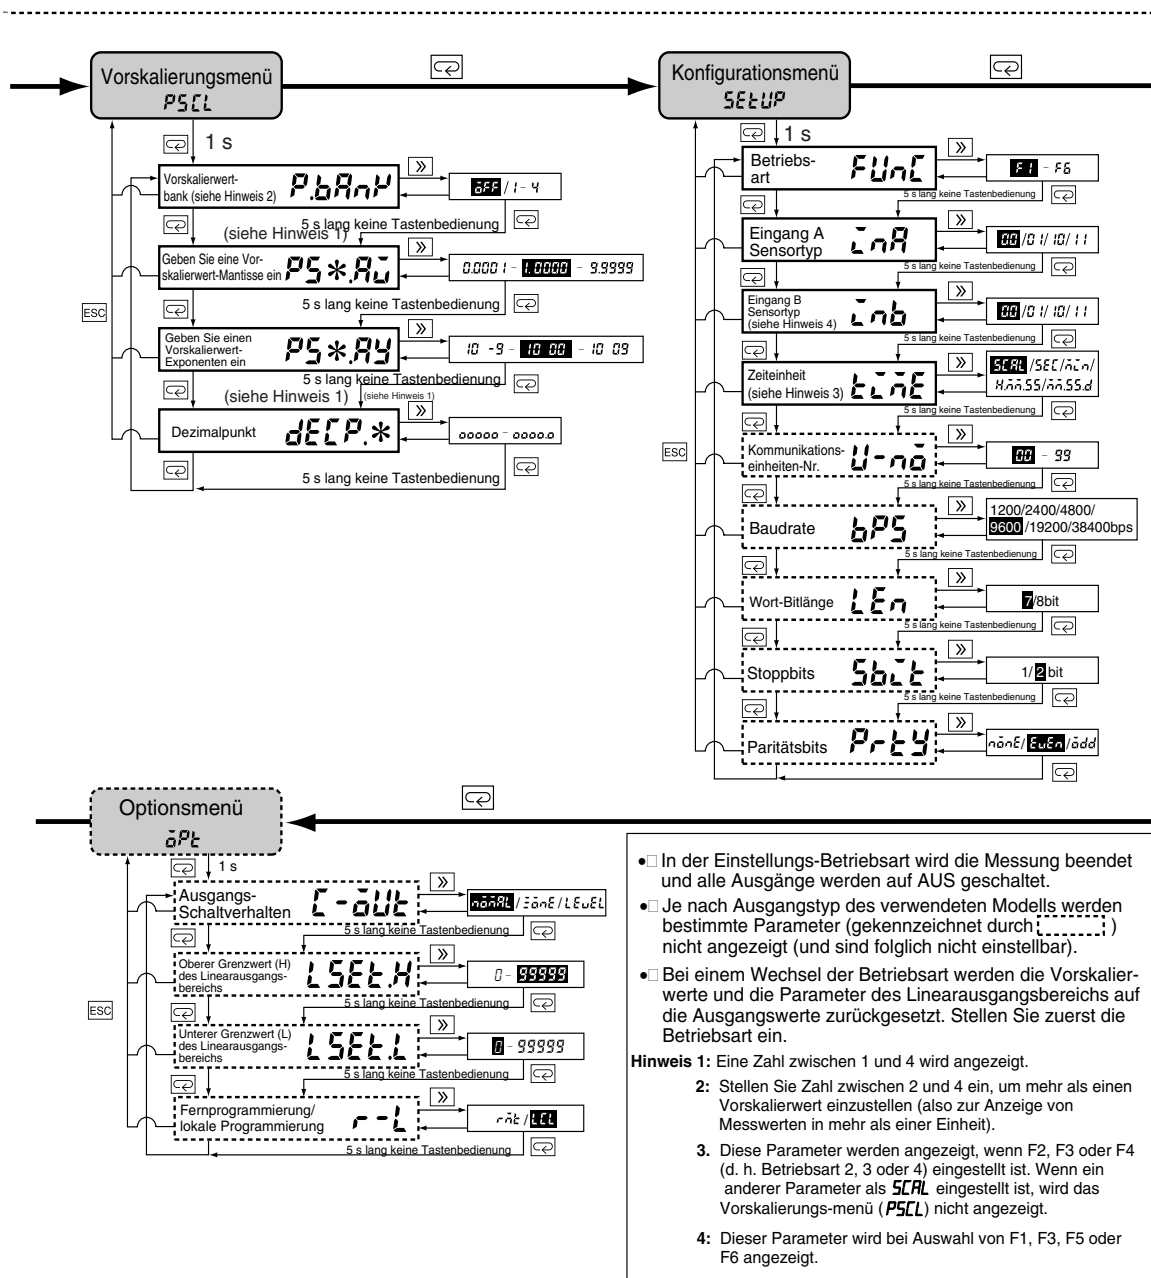 Vorskalierungsmenü
PSCL
1 s
Vorskalierwert-
bank (siehe Hinweis 2)
P.bAnK
OFF / 1 - 4
5 s lang keine Tastenbedienung
(siehe Hinweis 1)
Geben Sie eine Vor-
skalierwert-Mantisse ein
PS*.AX
0.0001 - 1.0000 - 9.9999
5 s lang keine Tastenbedienung
Geben Sie einen
Vorskalierwert-
Exponenten ein
PS*.AY
10 -9 - 10 00 - 10 09
5 s lang keine Tastenbedienung
(siehe Hinweis 1)
(siehe Hinweis 1)
Dezimalpunkt
dECP.*
00000 - 0000.0
5 s lang keine Tastenbedienung
ESC
Konfigurationsmenü
SEtUP
1 s
Betriebs-
art
FUnC
F1 - F6
5 s lang keine Tastenbedienung
Eingang A
Sensortyp
inA
00/01/10/11
5 s lang keine Tastenbedienung
Eingang B
Sensortyp
(siehe Hinweis 4)
inb
00/01/10/11
5 s lang keine Tastenbedienung
Zeiteinheit
(siehe Hinweis 3)
timE
SCAL/SEC/min/
H.mm.SS/mm.SS.d
5 s lang keine Tastenbedienung
Kommunikations-
einheiten-Nr.
U-no
00 - 99
5 s lang keine Tastenbedienung
Baudrate
bPS
1200/2400/4800/
9600/19200/38400bps
5 s lang keine Tastenbedienung
Wort-Bitlänge
LEn
7/8bit
5 s lang keine Tastenbedienung
Stoppbits
Sbit
1/2 bit
5 s lang keine Tastenbedienung
Paritätsbits
PrtY
nonE/EvEn/odd
ESC
Optionsmenü
oPt
1 s
Ausgangs-
Schaltverhalten
C-oUt
noRMAL/ZonE/LEvEL
5 s lang keine Tastenbedienung
Oberer Grenzwert (H)
des Linearausgangs-
bereichs
LSEt.H
0 - 99999
5 s lang keine Tastenbedienung
Unterer Grenzwert (L)
des Linearausgangs-
bereichs
LSEt.L
0 - 99999
5 s lang keine Tastenbedienung
Fernprogrammierung/
lokale Programmierung
r-L
rmt/LCL
5 s lang keine Tastenbedienung
ESC
• In der Einstellungs-Betriebsart wird die Messung beendet
und alle Ausgänge werden auf AUS geschaltet.
• Je nach Ausgangstyp des verwendeten Modells werden
bestimmte Parameter (gekennzeichnet durch )
nicht angezeigt (und sind folglich nicht einstellbar).
• Bei einem Wechsel der Betriebsart werden die Vorskalier-
werte und die Parameter des Linearausgangsbereichs auf
die Ausgangswerte zurückgesetzt. Stellen Sie zuerst die
Betriebsart ein.
Hinweis 1: Eine Zahl zwischen 1 und 4 wird angezeigt.
2: Stellen Sie Zahl zwischen 2 und 4 ein, um mehr als einen
Vorskalierwert einzustellen (also zur Anzeige von
Messwerten in mehr als einer Einheit).
3. Diese Parameter werden angezeigt, wenn F2, F3 oder F4
(d. h. Betriebsart 2, 3 oder 4) eingestellt ist. Wenn ein
anderer Parameter als SCAL eingestellt ist, wird das
Vorskalierungs-menü (PSCL) nicht angezeigt.
4: Dieser Parameter wird bei Auswahl von F1, F3, F5 oder
F6 angezeigt.